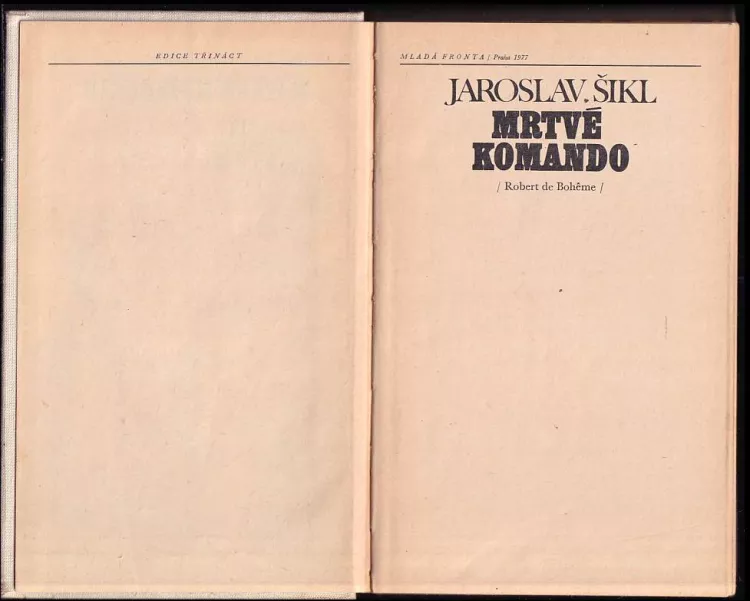 EDICE TŘINÁCT
MLADÁ FRONTA / Praha 1977
JAROSLAV ŠIKL
MRTVÉ
KOMANDO
/ Robert de Bohême /